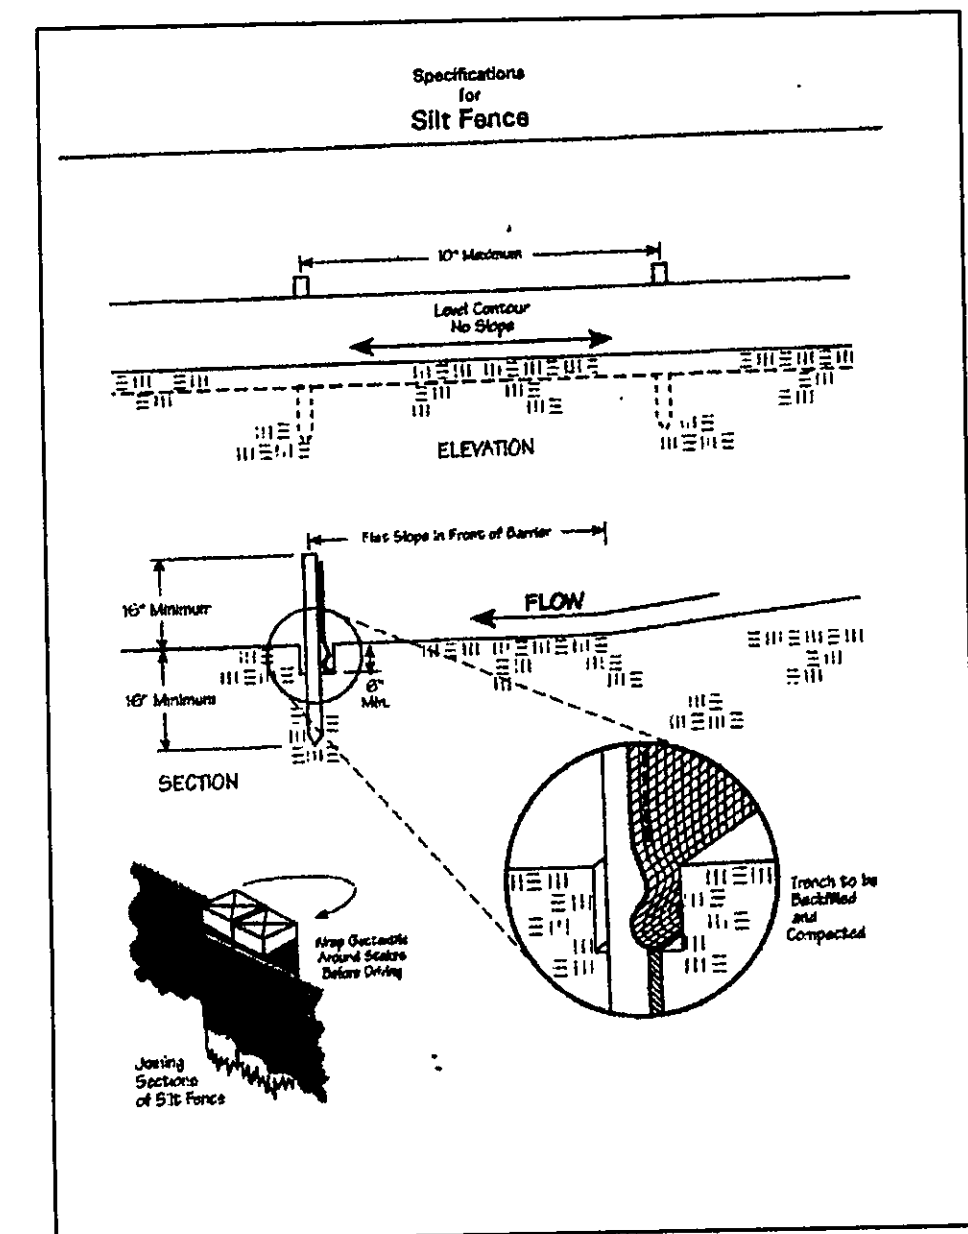 Specifications
for
Silt Fence
10" Maximum
Level Contour
No Slope
ELEVATION
Flat Slope in Front of Barrier
16" Minimum
FLOW
6"
Min.
16" Minimum
SECTION
Trench to be
Backfilled
and
Compacted
Wrap Geotextile
Around Stakes
Before Driving
Joining
Sections
of Silt Fence